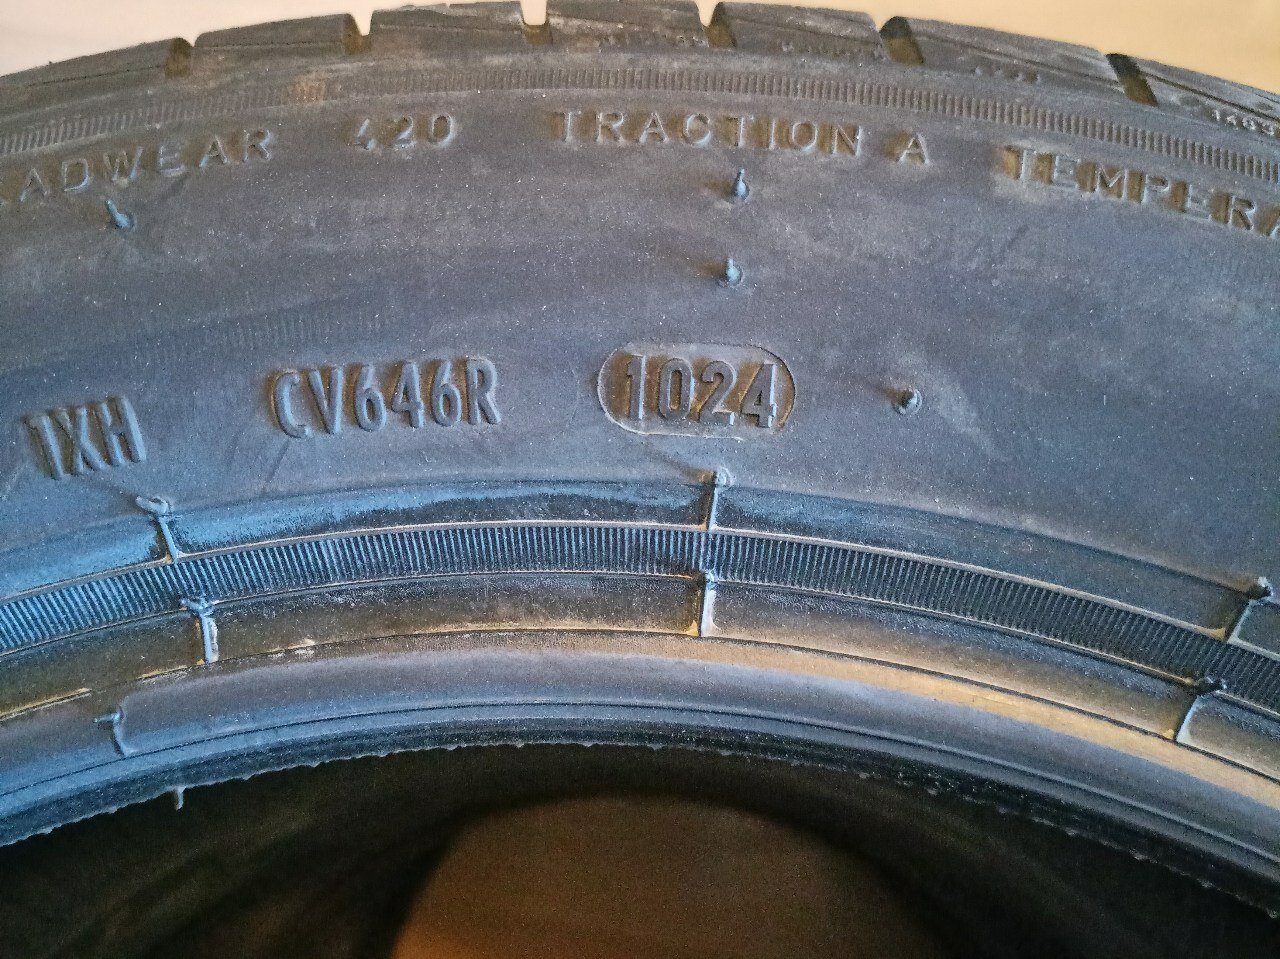 ADWEAR 420 TRACTION A TEMPERA
1XH CV646R 1024